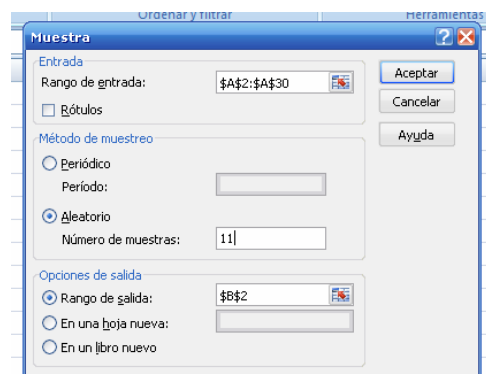 Ordenar y filtrar Herramientas
Muestra
Entrada
Rango de entrada: $A$2:$A$30 Aceptar
Rótulos Cancelar
Método de muestreo Ayuda
Periódico
Período:
Aleatorio
Número de muestras: 11
Opciones de salida
Rango de salida: $B$2
En una hoja nueva:
En un libro nuevo